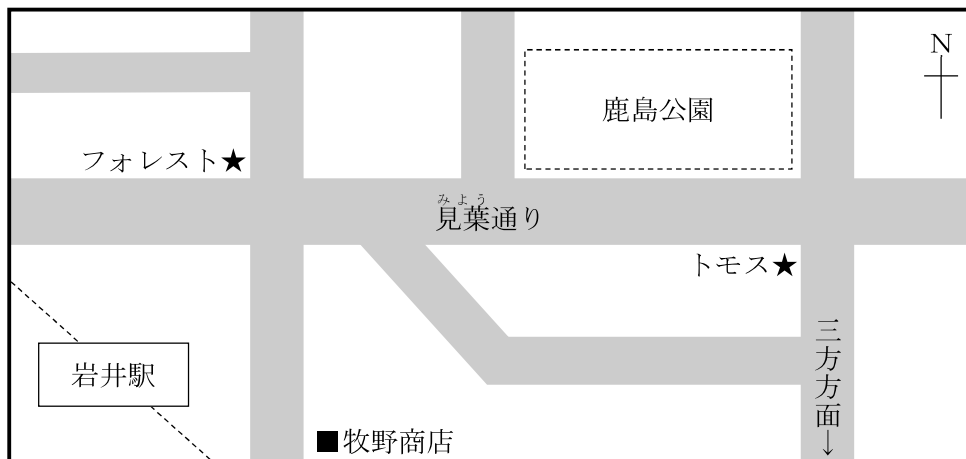 N
鹿島公園
フォレスト★
みよう
見葉通り
トモス★
三方方面↓
岩井駅
■牧野商店